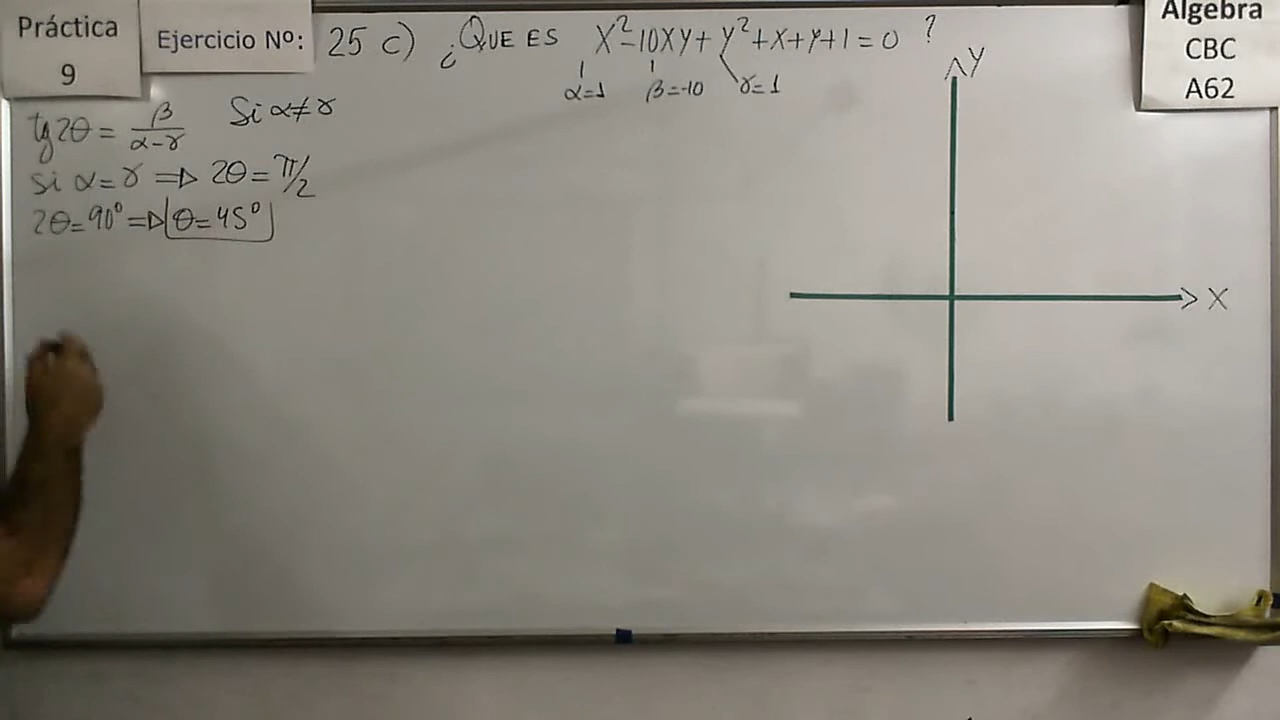 Práctica
9
Ejercicio Nº: 25 c) ¿QUE ES X²-10XY+Y²+X+Y+1=0 ?
Algebra
CBC
A62
α=1 β=-10 γ=1
tg2θ = β/(α-γ) Si α≠γ
si α=γ ⇒ 2θ=π/2
2θ=90° ⇒ θ=45°
Y
X